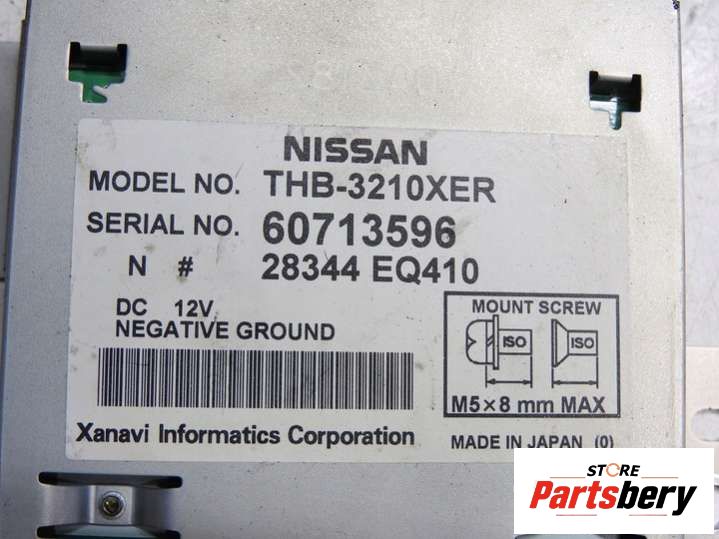 NISSAN
MODEL NO. THB-3210XER
SERIAL NO. 60713596
N # 28344 EQ410
DC 12V
NEGATIVE GROUND
MOUNT SCREW
ISO ISO
M5×8 mm MAX
Xanavi Informatics Corporation
MADE IN JAPAN (0)
STORE
Partsbery